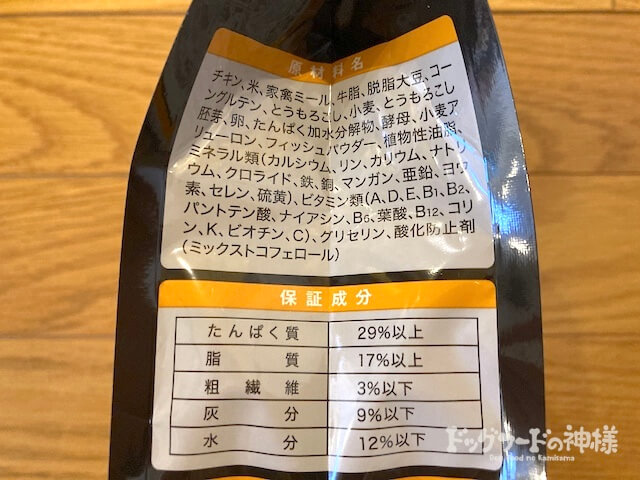 原材料名
チキン、米、家禽ミール、牛脂、脱脂大豆、コー
ングルテン、とうもろこし、小麦、とうもろこし
胚芽、卵、たんぱく加水分解物、酵母、小麦ア
リューロン、フィッシュパウダー、植物性油脂、
ミネラル類(カルシウム、リン、カリウム、ナトリ
ウム、クロライド、鉄、銅、マンガン、亜鉛、ヨウ
素、セレン、硫黄)、ビタミン類(A、D、E、B₁、B₂、
パントテン酸、ナイアシン、B₆、葉酸、B₁₂、コリ
ン、K、ビオチン、C)、グリセリン、酸化防止剤
(ミックストコフェロール)
保証成分
たんぱく質 29%以上
脂質 17%以上
粗繊維 3%以下
灰分 9%以下
水分 12%以下
ドッグフードの神様
Dog food no Kamisama